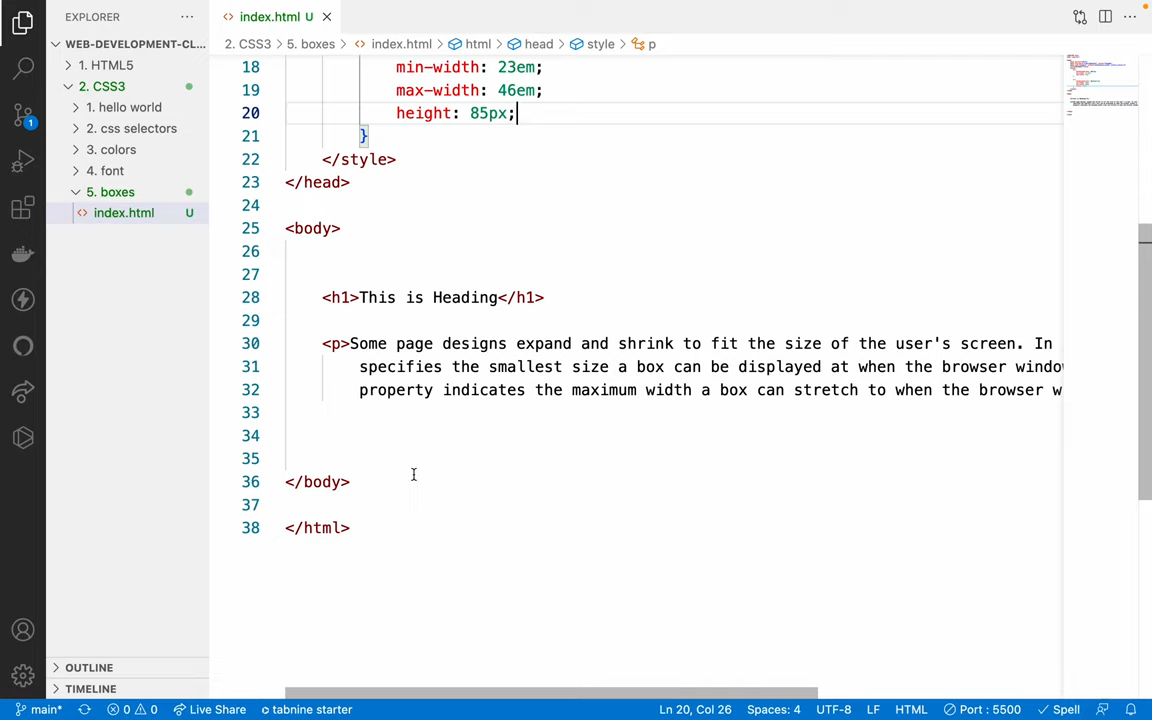 EXPLORER
index.html U
WEB-DEVELOPMENT-CL...
2. CSS3 > 5. boxes > index.html > html > head > style > p
1. HTML5
2. CSS3
1. hello world
2. css selectors
3. colors
4. font
5. boxes
index.html U
1
18 min-width: 23em;
19 max-width: 46em;
20 height: 85px;
21 }
22 </style>
23 </head>
24
25 <body>
26
27
28 <h1>This is Heading</h1>
29
30 <p>Some page designs expand and shrink to fit the size of the user's screen. In
31 specifies the smallest size a box can be displayed at when the browser windo
32 property indicates the maximum width a box can stretch to when the browser w
33
34
35
36 </body>
37
38 </html>
OUTLINE
TIMELINE
main* 0 0 Live Share tabnine starter Ln 20, Col 26 Spaces: 4 UTF-8 LF HTML Port : 5500 Spell